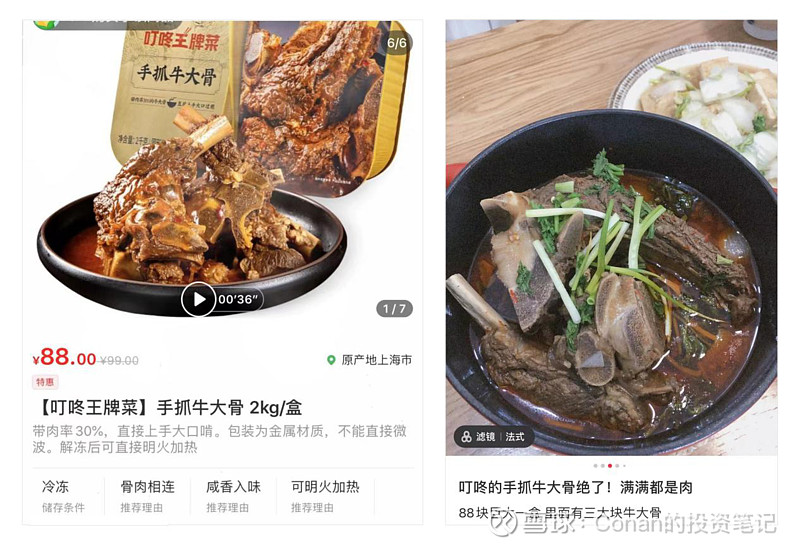 叮咚王牌菜
手抓牛大骨
6/6
00'36"
1/7
¥88.00 ¥99.00
原产地上海市
特惠
【叮咚王牌菜】手抓牛大骨 2kg/盒
带肉率30%,直接上手大口啃。包装为金属材质,不能直接微
波。解冻后可直接明火加热
冷冻
储存条件
骨肉相连
推荐理由
咸香入味
推荐理由
可明火加热
推荐理由
滤镜 | 法式
叮咚的手抓牛大骨绝了!满满都是肉
88块巨大一盒 里面有三大块牛大骨
雪球:Conan的投资笔记